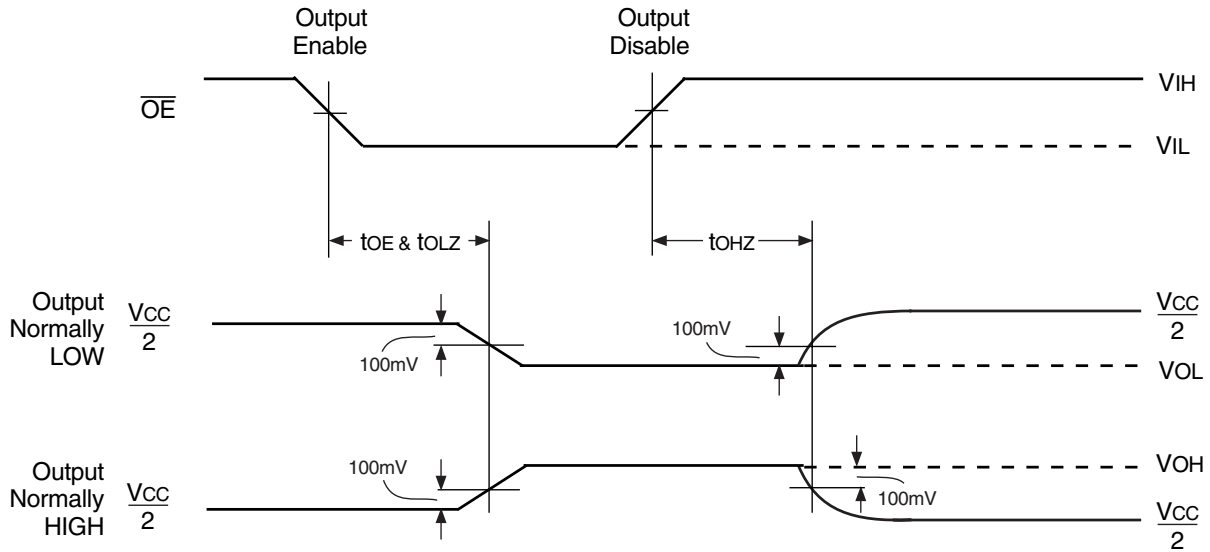 Output
Enable
Output
Disable
OE
VIH
VIL
tOE & tOLZ
tOHZ
Output
Normally
LOW
VCC
2
100mV
100mV
VCC
2
VOL
Output
Normally
HIGH
VCC
2
100mV
100mV
VOH
VCC
2